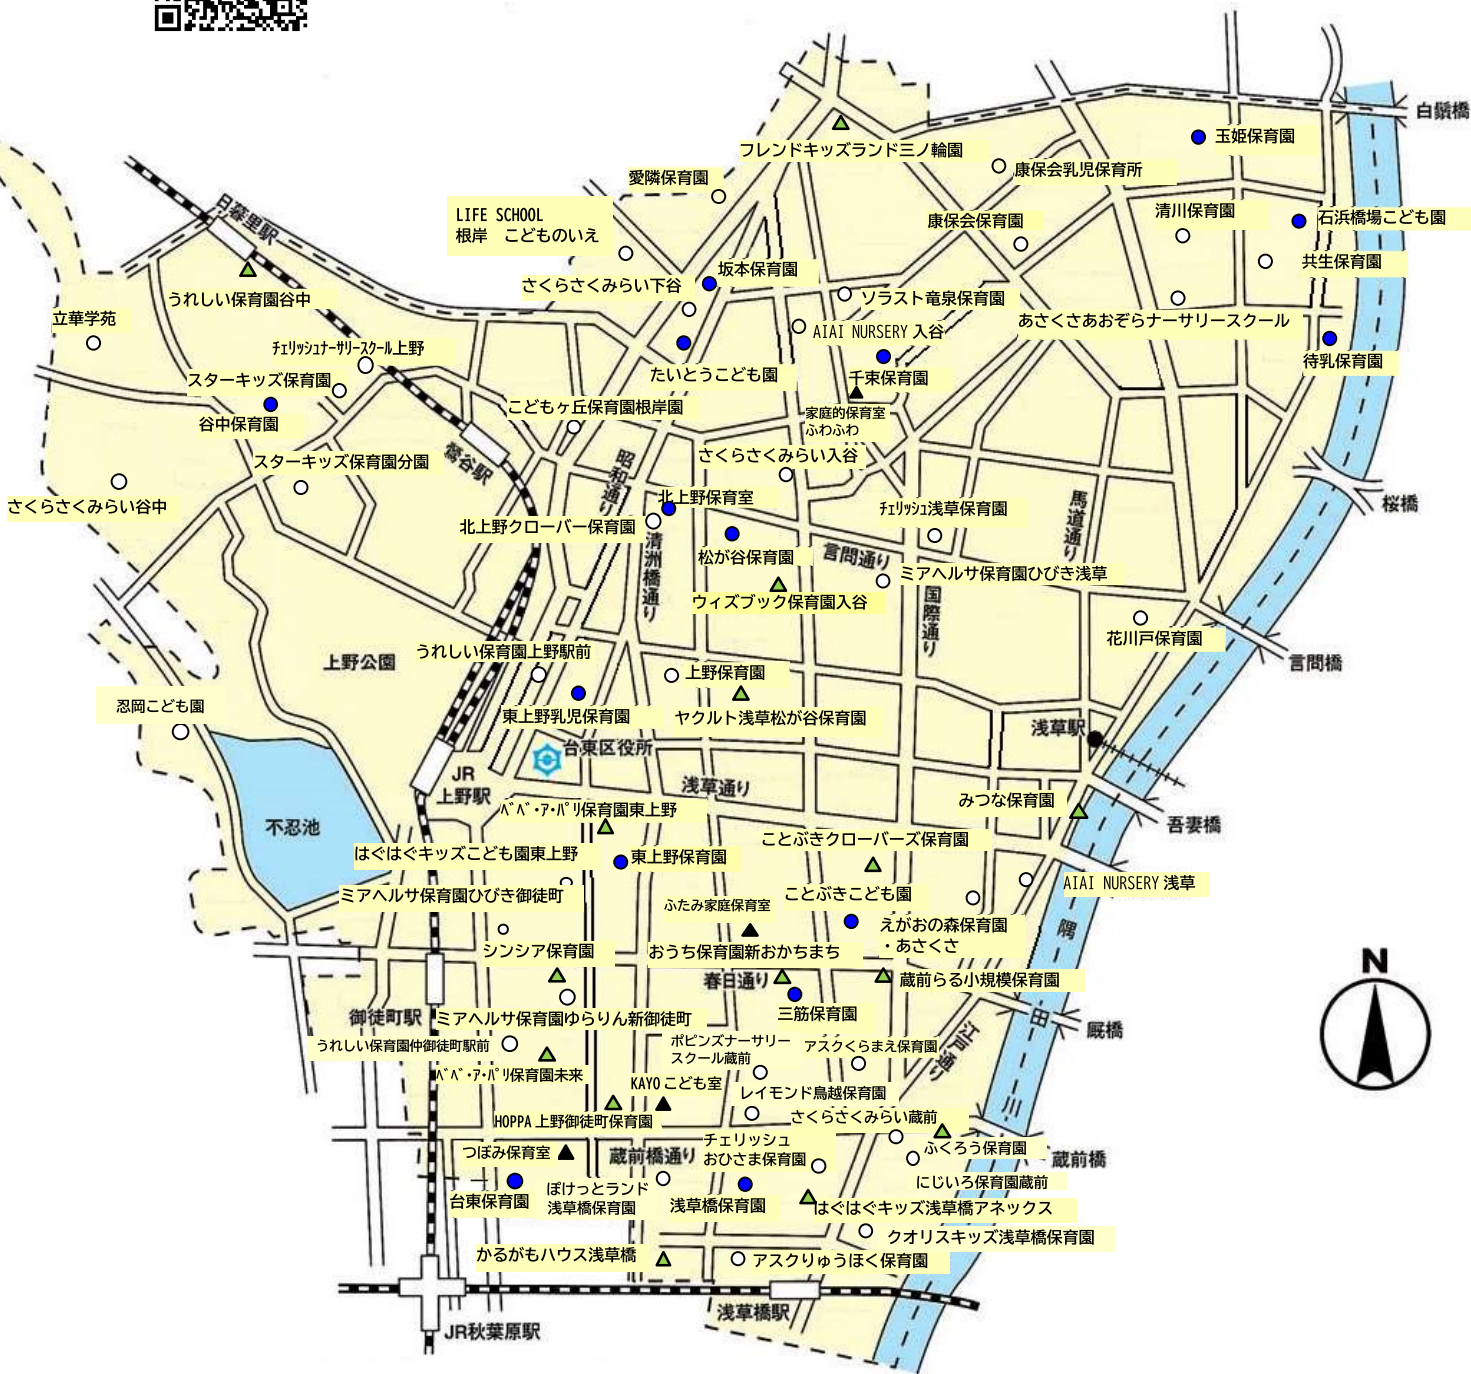 白鬚橋
玉姫保育園
フレンドキッズランド三ノ輪園
康保会乳児保育所
愛隣保育園
LIFE SCHOOL
根岸 こどものいえ
日暮里駅
康保会保育園
清川保育園
石浜橋場こども園
共生保育園
坂本保育園
さくらさくみらい下谷
うれしい保育園谷中
ソラスト竜泉保育園
立華学苑
AIAI NURSERY 入谷
あさくさあおぞらナーサリースクール
チェリッシュナーサリースクール上野
たいとうこども園
千束保育園
待乳保育園
スターキッズ保育園
谷中保育園
こどもヶ丘保育園根岸園
家庭的保育室
ふわふわ
鶯谷駅
昭和通り
さくらさくみらい入谷
スターキッズ保育園分園
さくらさくみらい谷中
北上野保育室
北上野クローバー保育園
チェリッシュ浅草保育園
馬道通り
桜橋
清洲橋通り
松が谷保育園
言問通り
ミアヘルサ保育園ひびき浅草
ウィズブック保育園入谷
国際通り
花川戸保育園
言問橋
上野公園
うれしい保育園上野駅前
上野保育園
忍岡こども園
東上野乳児保育園
ヤクルト浅草松が谷保育園
浅草駅
台東区役所
JR
上野駅
浅草通り
みつな保育園
吾妻橋
ベベ・ア・パリ保育園東上野
不忍池
ことぶきクローバーズ保育園
はぐはぐキッズこども園東上野
東上野保育園
AIAI NURSERY 浅草
ミアヘルサ保育園ひびき御徒町
ふたみ家庭保育室
ことぶきこども園
えがおの森保育園
・あさくさ
シンシア保育園
おうち保育園新おかちまち
春日通り
蔵前らる小規模保育園
三筋保育園
隅
田
川
厩橋
御徒町駅
ミアヘルサ保育園ゆらりん新御徒町
うれしい保育園仲御徒町駅前
ポピンズナーサリー
スクール蔵前
アスクくらまえ保育園
江戸通り
ベベ・ア・パリ保育園未来
KAYO こども室
レイモンド鳥越保育園
HOPPA 上野御徒町保育園
さくらさくみらい蔵前
つぼみ保育室
蔵前橋通り
チェリッシュ
おひさま保育園
ふくろう保育園
蔵前橋
にじいろ保育園蔵前
台東保育園
ぽけっとランド
浅草橋保育園
浅草橋保育園
はぐはぐキッズ浅草橋アネックス
クオリスキッズ浅草橋保育園
かるがもハウス浅草橋
アスクりゅうほく保育園
浅草橋駅
JR秋葉原駅
N